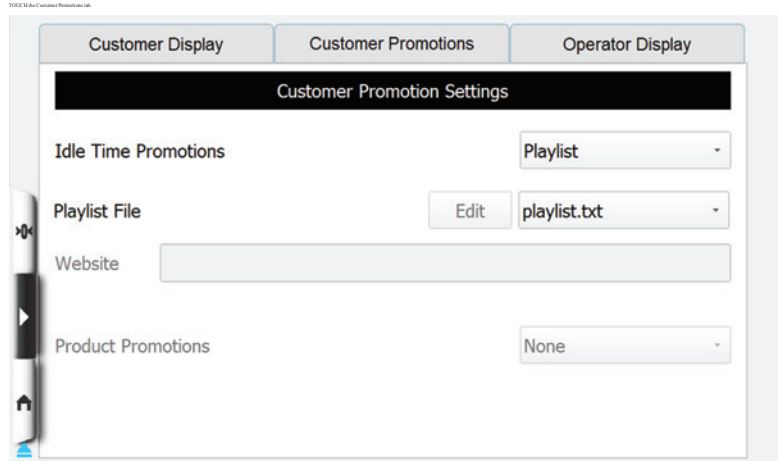 TOUCH the Customer Promotions tab.
Customer Display Customer Promotions Operator Display
Customer Promotion Settings
Idle Time Promotions Playlist
Playlist File Edit playlist.txt
>0<
Website
Product Promotions None